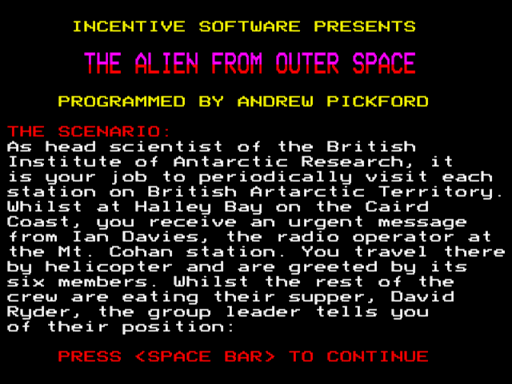 INCENTIVE SOFTWARE PRESENTS
THE ALIEN FROM OUTER SPACE
PROGRAMMED BY ANDREW PICKFORD
THE SCENARIO:
As head scientist of the British
Institute of Antarctic Research, it
is your job to periodically visit each
station on British Artarctic Territory.
Whilst at Halley Bay on the Caird
Coast, you receive an urgent message
from Ian Davies, the radio operator at
the Mt. Cohan station. You travel there
by helicopter and are greeted by its
six members. Whilst the rest of the
crew are eating their supper, David
Ryder, the group leader tells you
of their position:
PRESS <SPACE BAR> TO CONTINUE